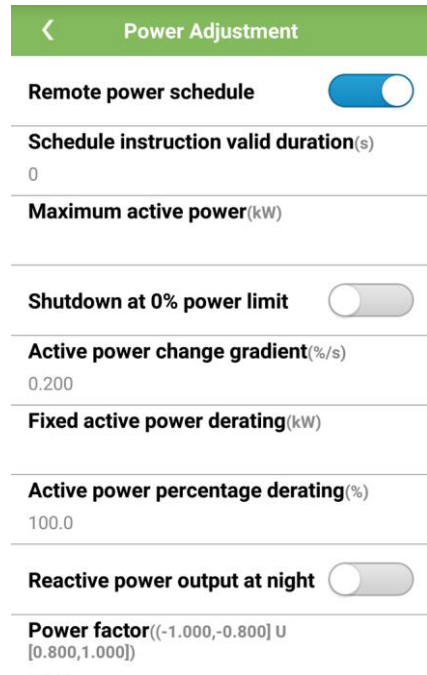 Power Adjustment
Remote power schedule
Schedule instruction valid duration(s)
0
Maximum active power(kW)
Shutdown at 0% power limit
Active power change gradient(%/s)
0.200
Fixed active power derating(kW)
Active power percentage derating(%)
100.0
Reactive power output at night
Power factor((-1.000,-0.800] U
[0.800,1.000])